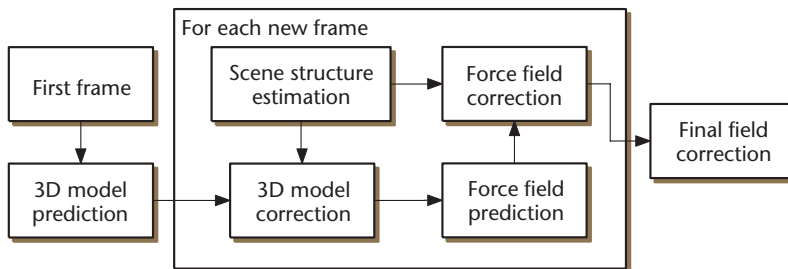 For each new frame
First frame
Scene structure
estimation
Force field
correction
3D model
prediction
3D model
correction
Force field
prediction
Final field
correction